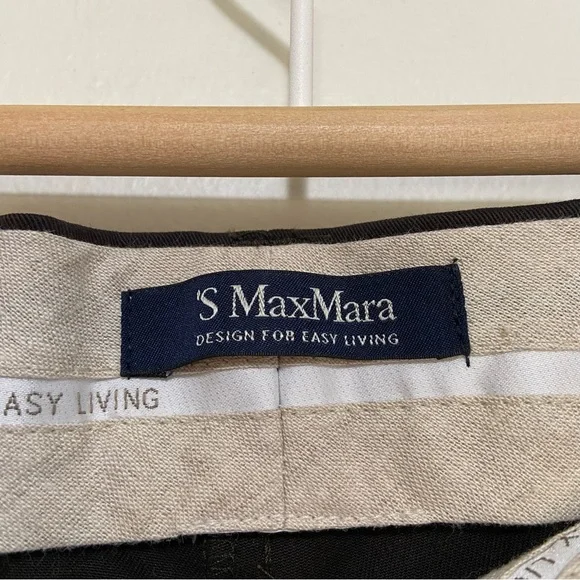 'S MaxMara
DESIGN FOR EASY LIVING
ASY LIVING